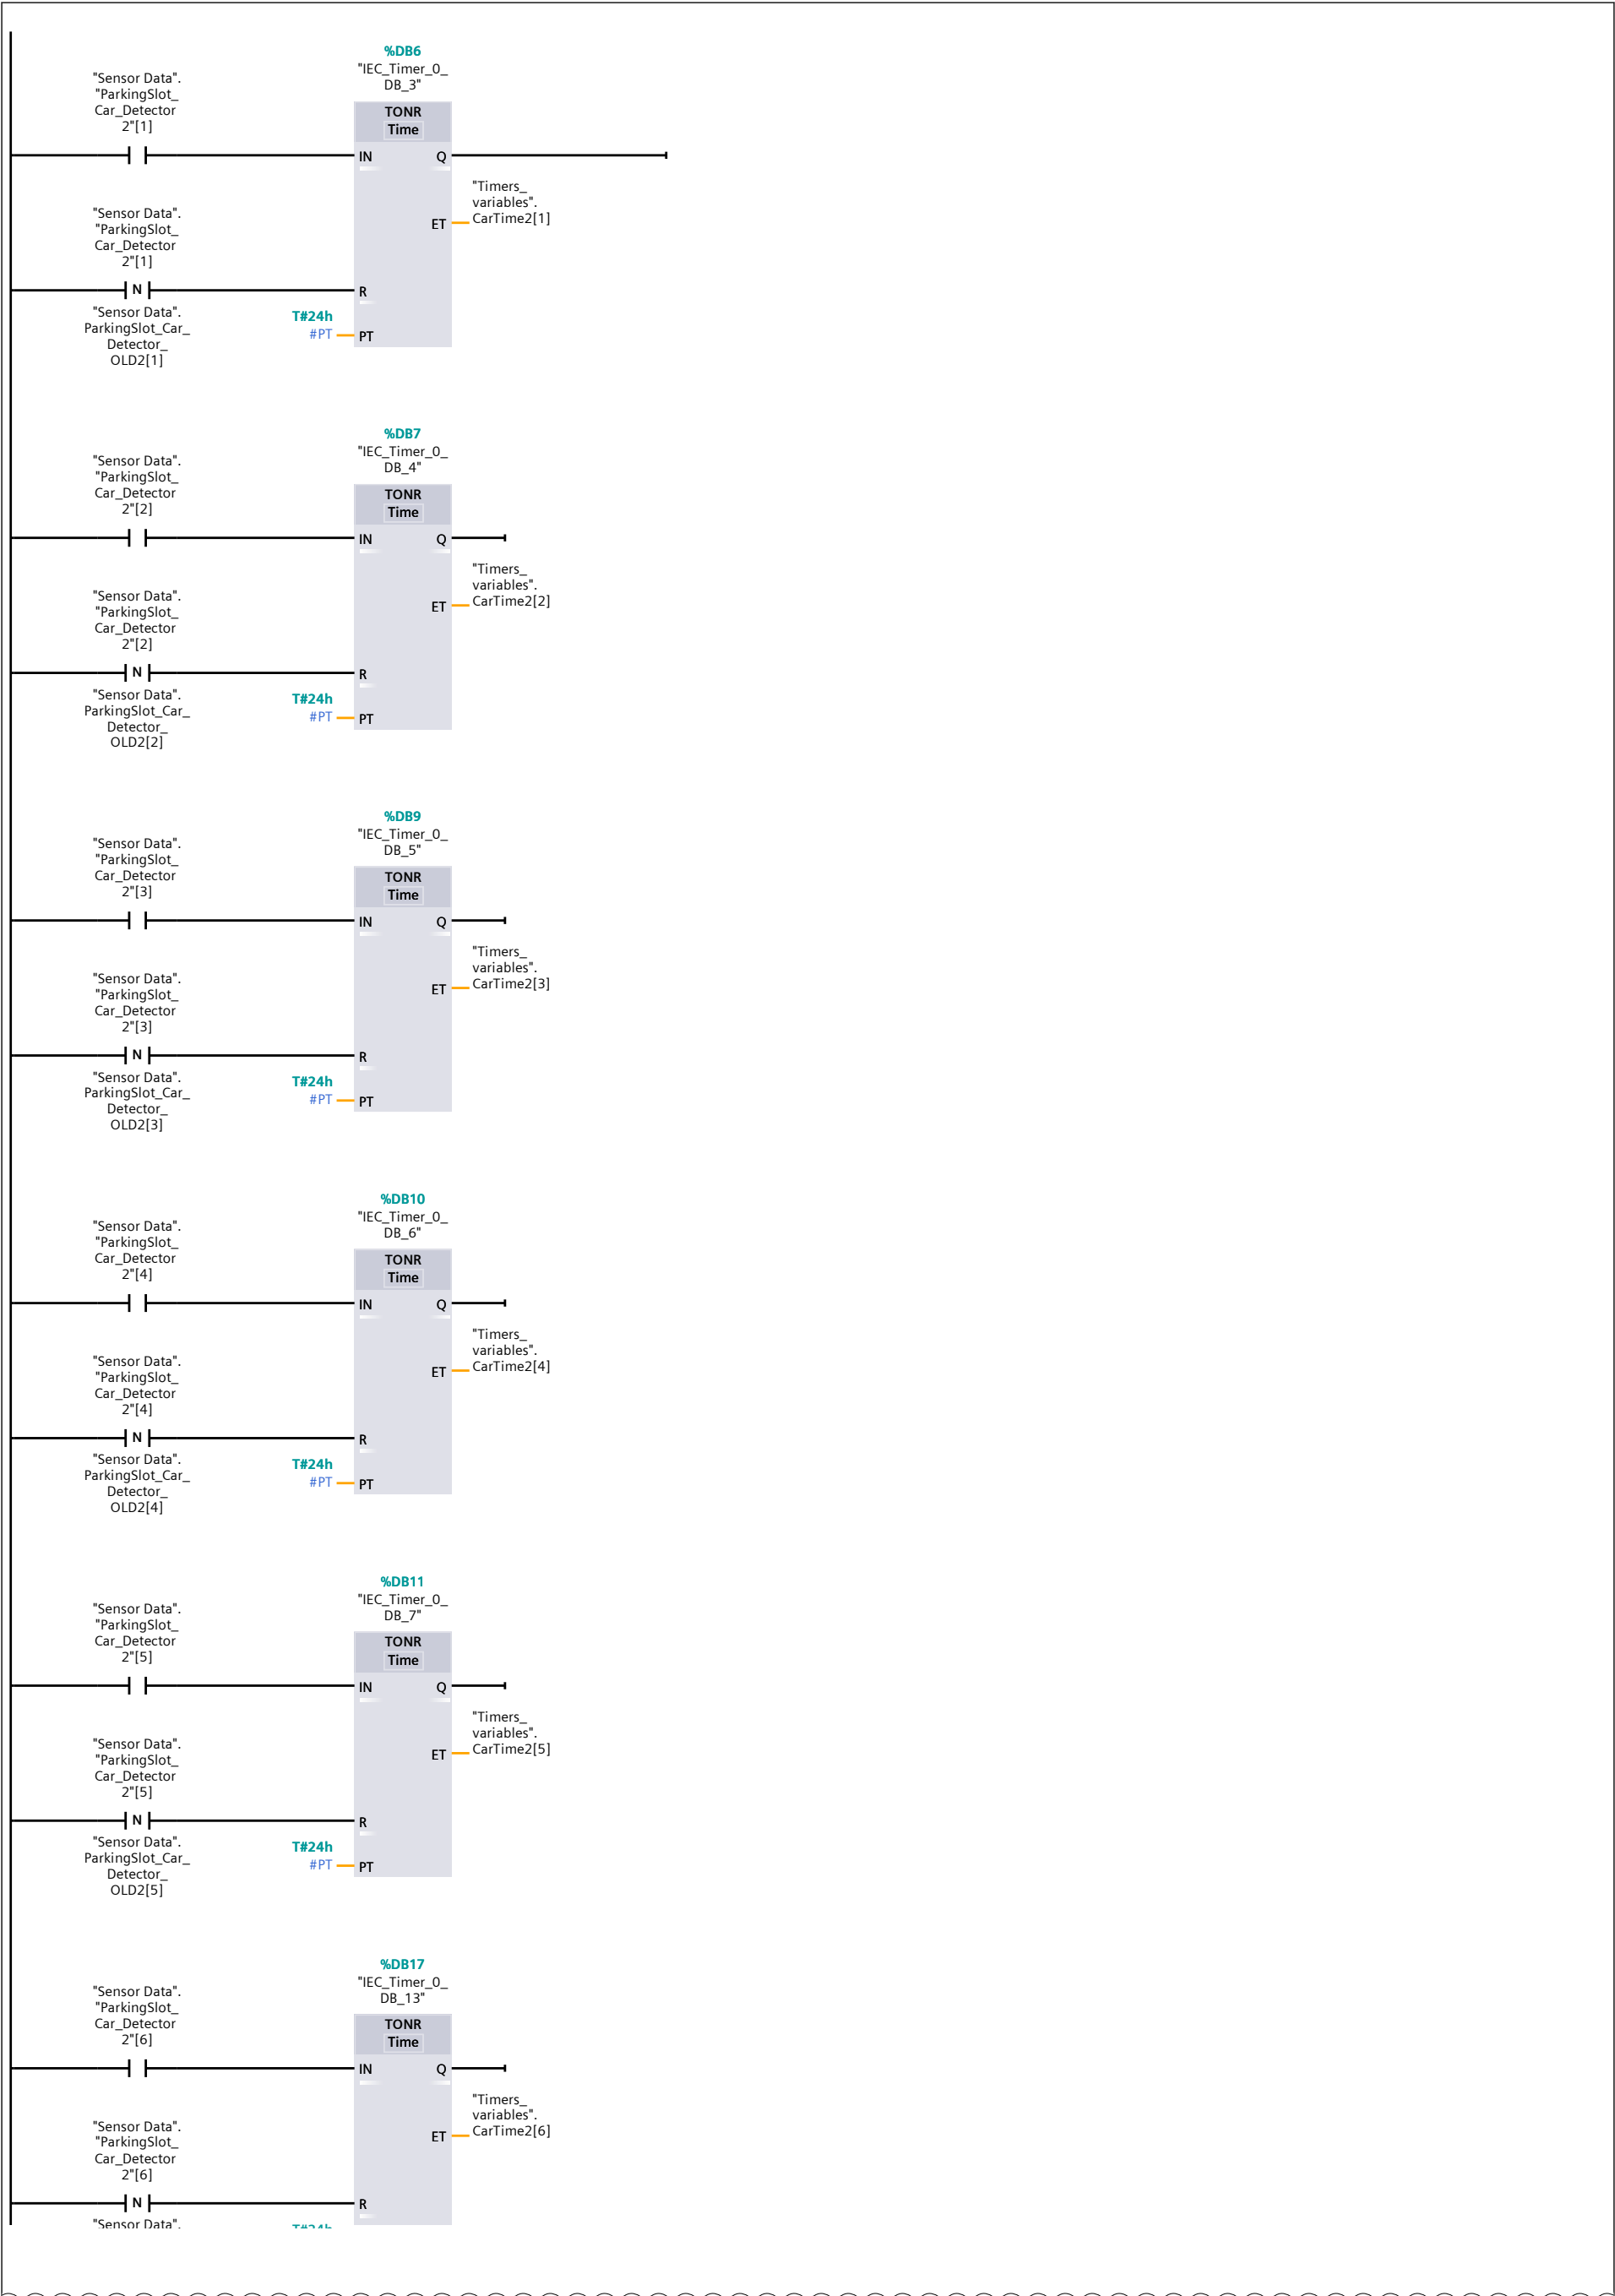 %DB6
"IEC_Timer_0_
DB_3"
"Sensor Data".
"ParkingSlot_
Car_Detector
2"[1]
TONR
Time
IN
Q
"Timers_
variables".
CarTime2[1]
ET
"Sensor Data".
"ParkingSlot_
Car_Detector
2"[1]
N
R
"Sensor Data".
ParkingSlot_Car_
Detector_
OLD2[1]
T#24h
#PT
PT
%DB7
"IEC_Timer_0_
DB_4"
"Sensor Data".
"ParkingSlot_
Car_Detector
2"[2]
TONR
Time
IN
Q
"Timers_
variables".
CarTime2[2]
ET
"Sensor Data".
"ParkingSlot_
Car_Detector
2"[2]
N
R
"Sensor Data".
ParkingSlot_Car_
Detector_
OLD2[2]
T#24h
#PT
PT
%DB9
"IEC_Timer_0_
DB_5"
"Sensor Data".
"ParkingSlot_
Car_Detector
2"[3]
TONR
Time
IN
Q
"Timers_
variables".
CarTime2[3]
ET
"Sensor Data".
"ParkingSlot_
Car_Detector
2"[3]
N
R
"Sensor Data".
ParkingSlot_Car_
Detector_
OLD2[3]
T#24h
#PT
PT
%DB10
"IEC_Timer_0_
DB_6"
"Sensor Data".
"ParkingSlot_
Car_Detector
2"[4]
TONR
Time
IN
Q
"Timers_
variables".
CarTime2[4]
ET
"Sensor Data".
"ParkingSlot_
Car_Detector
2"[4]
N
R
"Sensor Data".
ParkingSlot_Car_
Detector_
OLD2[4]
T#24h
#PT
PT
%DB11
"IEC_Timer_0_
DB_7"
"Sensor Data".
"ParkingSlot_
Car_Detector
2"[5]
TONR
Time
IN
Q
"Timers_
variables".
CarTime2[5]
ET
"Sensor Data".
"ParkingSlot_
Car_Detector
2"[5]
N
R
"Sensor Data".
ParkingSlot_Car_
Detector_
OLD2[5]
T#24h
#PT
PT
%DB17
"IEC_Timer_0_
DB_13"
"Sensor Data".
"ParkingSlot_
Car_Detector
2"[6]
TONR
Time
IN
Q
"Timers_
variables".
CarTime2[6]
ET
"Sensor Data".
"ParkingSlot_
Car_Detector
2"[6]
N
R
"Sensor Data".